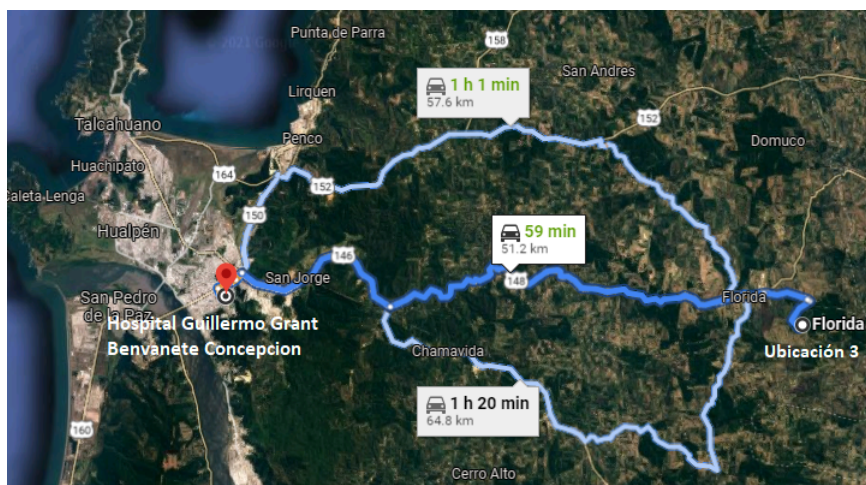 © 2021 Goog
Punta de Parra
158
San Andres
1 h 1 min
57.6 km
Lirquen
Talcahuano
152
Penco
Domuco
Huachipato
164
152
Caleta Lenga
150
Hualpén
59 min
51.2 km
146
San Jorge
148
San Pedro
de la Paz
Florida
Hospital Guillermo Grant
Benvanete Concepcion
Florida
Ubicación 3
Chamavida
1 h 20 min
64.8 km
160
Cerro Alto